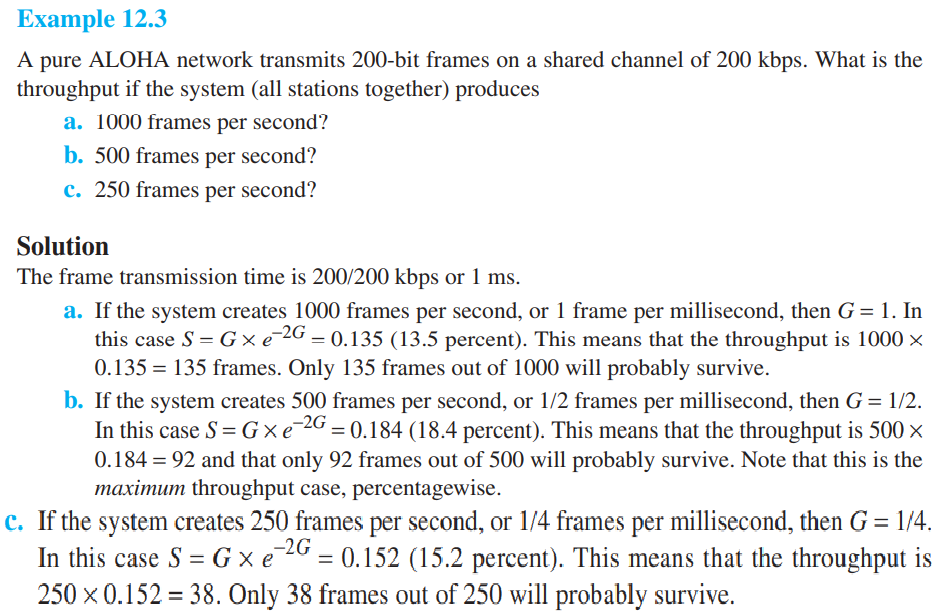 Example 12.3
A pure ALOHA network transmits 200-bit frames on a shared channel of 200 kbps. What is the
throughput if the system (all stations together) produces
a. 1000 frames per second?
b. 500 frames per second?
c. 250 frames per second?
Solution
The frame transmission time is 200/200 kbps or 1 ms.
a. If the system creates 1000 frames per second, or 1 frame per millisecond, then G = 1. In
this case S = G × e⁻²ᴳ = 0.135 (13.5 percent). This means that the throughput is 1000 ×
0.135 = 135 frames. Only 135 frames out of 1000 will probably survive.
b. If the system creates 500 frames per second, or 1/2 frames per millisecond, then G = 1/2.
In this case S = G × e⁻²ᴳ = 0.184 (18.4 percent). This means that the throughput is 500 ×
0.184 = 92 and that only 92 frames out of 500 will probably survive. Note that this is the
maximum throughput case, percentagewise.
c. If the system creates 250 frames per second, or 1/4 frames per millisecond, then G = 1/4.
In this case S = G × e⁻²ᴳ = 0.152 (15.2 percent). This means that the throughput is
250 × 0.152 = 38. Only 38 frames out of 250 will probably survive.